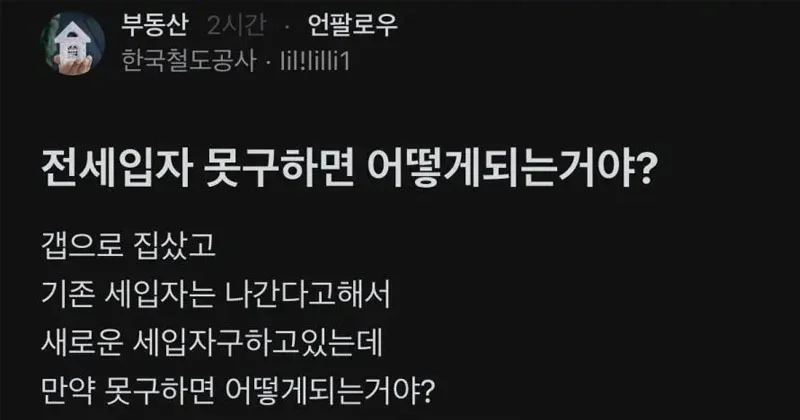 부동산 2시간 · 언팔로우
한국철도공사 · lil!lilli1
전세입자 못구하면 어떻게되는거야?
갭으로 집샀고
기존 세입자는 나간다고해서
새로운 세입자구하고있는데
만약 못구하면 어떻게되는거야?